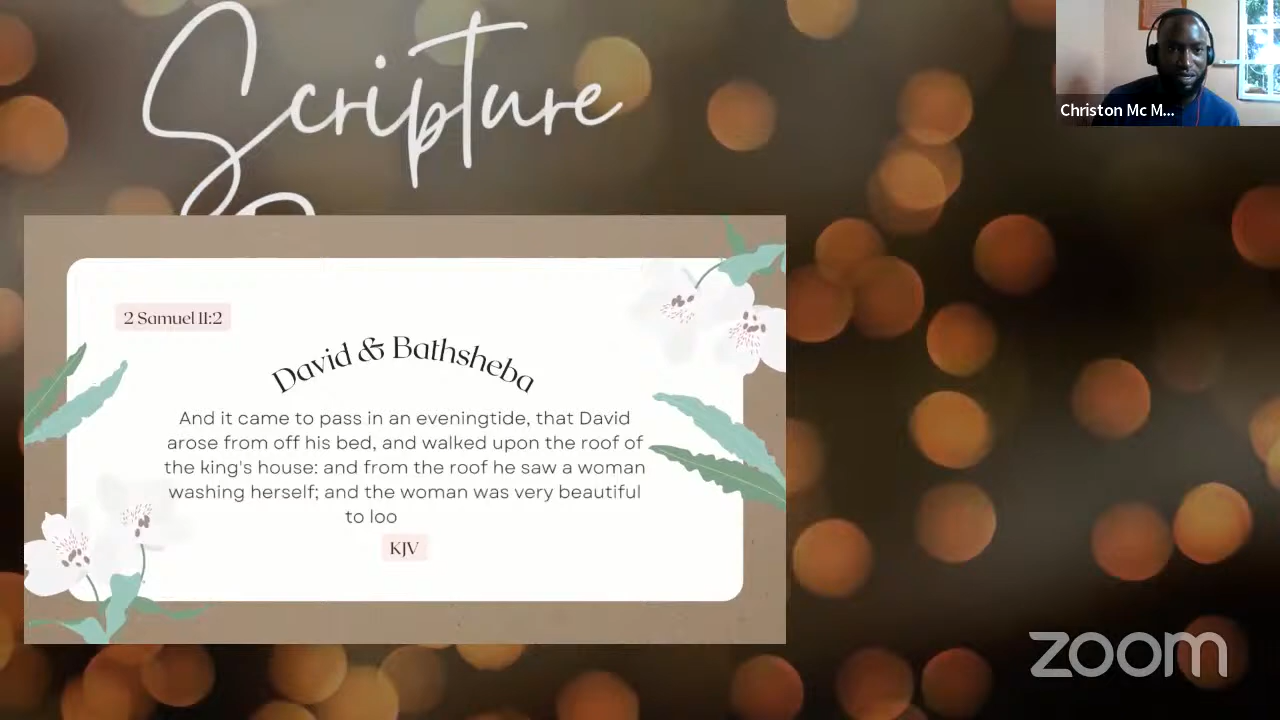 Scripture
Christon Mc M...
2 Samuel 11:2
David & Bathsheba
And it came to pass in an eveningtide, that David
arose from off his bed, and walked upon the roof of
the king's house: and from the roof he saw a woman
washing herself; and the woman was very beautiful
to loo
KJV
zoom